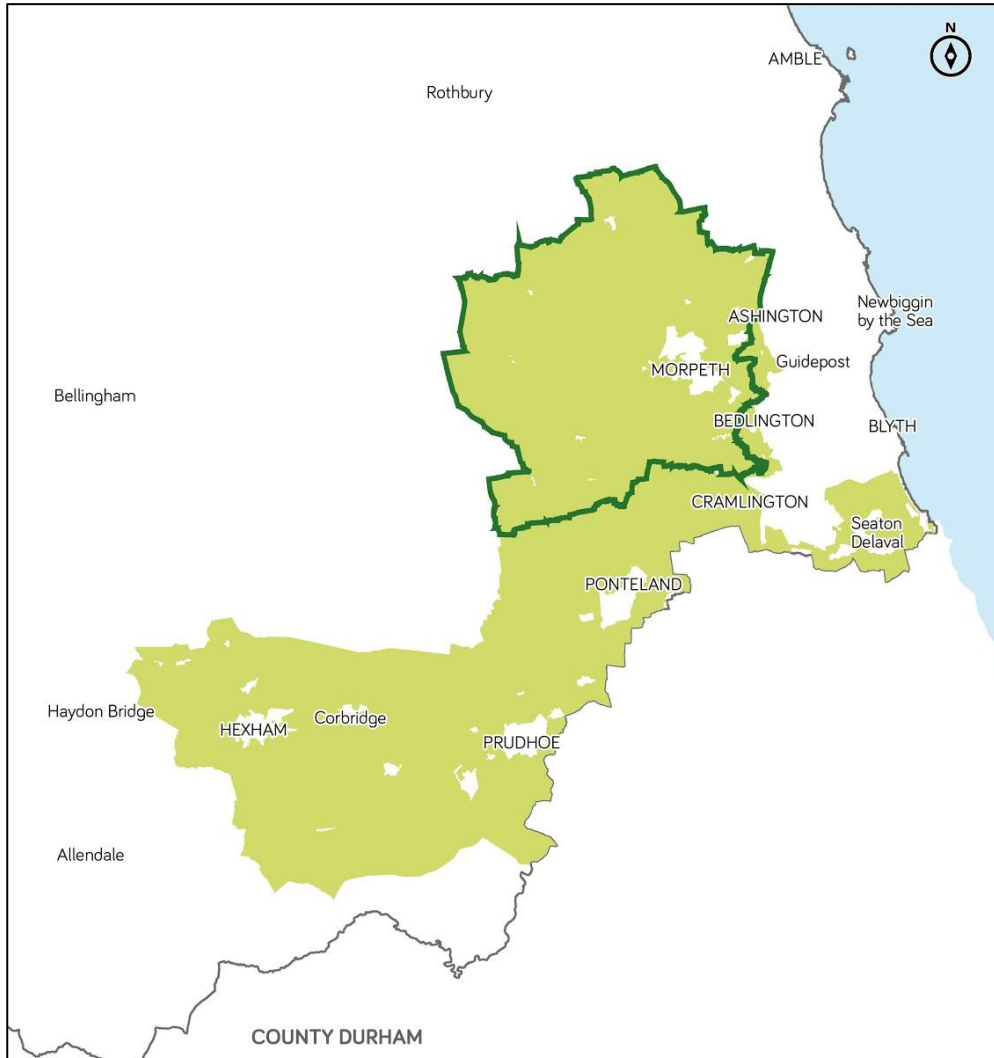 N
AMBLE
Rothbury
Newbiggin
by the Sea
ASHINGTON
Guidepost
MORPETH
Bellingham
BEDLINGTON
BLYTH
CRAMLINGTON
Seaton
Delaval
PONTELAND
Haydon Bridge
Corbridge
HEXHAM
PRUDHOE
Allendale
COUNTY DURHAM